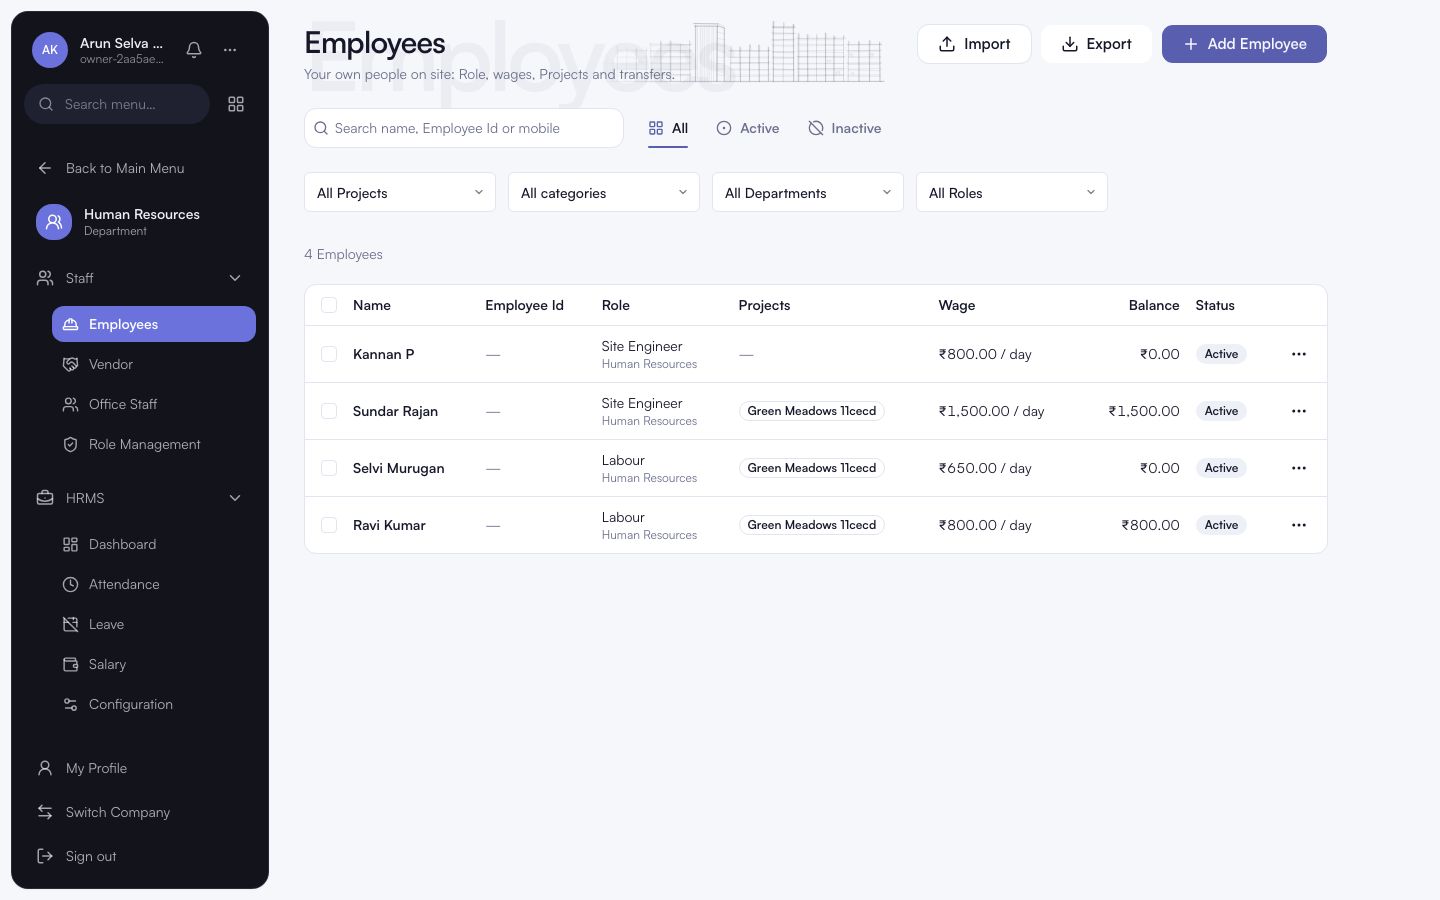 AK
Arun Selva ...
owner-2aa5ae...
Search menu...
Back to Main Menu
Human Resources
Department
Staff
Employees
Vendor
Office Staff
Role Management
HRMS
Dashboard
Attendance
Leave
Salary
Configuration
My Profile
Switch Company
Sign out
Employees
Employees
Your own people on site: Role, wages, Projects and transfers.
Import
Export
Add Employee
Search name, Employee Id or mobile
All
Active
Inactive
All Projects
All categories
All Departments
All Roles
4 Employees
Name Employee Id Role Projects Wage Balance Status
Kannan P — Site Engineer — ₹800.00 / day ₹0.00 Active
Human Resources
Sundar Rajan — Site Engineer Green Meadows 11cecd ₹1,500.00 / day ₹1,500.00 Active
Human Resources
Selvi Murugan — Labour Green Meadows 11cecd ₹650.00 / day ₹0.00 Active
Human Resources
Ravi Kumar — Labour Green Meadows 11cecd ₹800.00 / day ₹800.00 Active
Human Resources